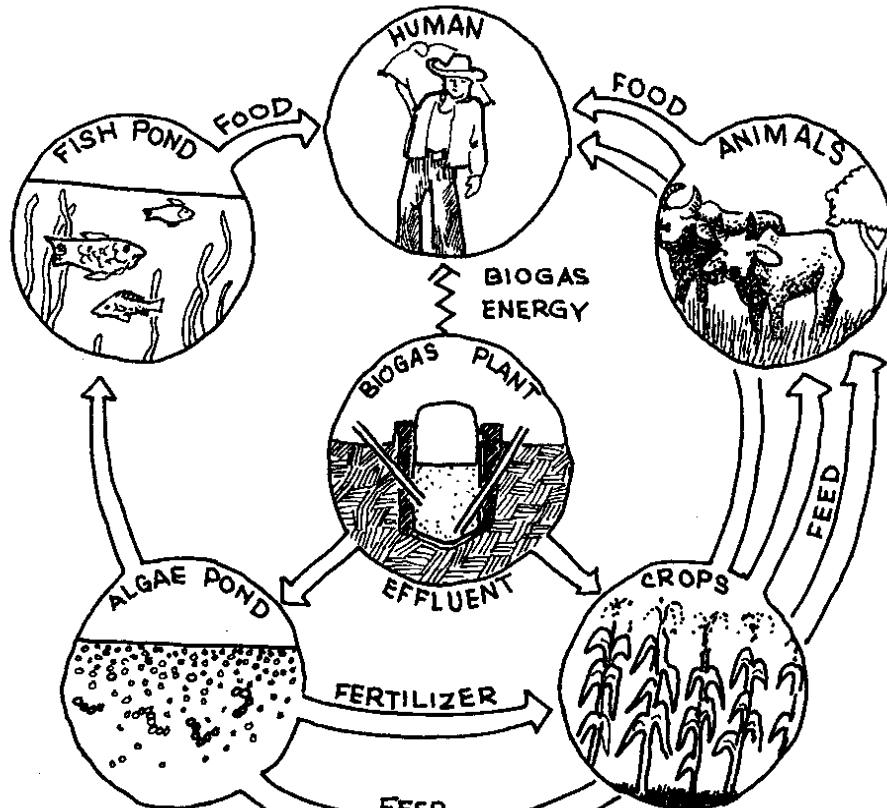 HUMAN
FOOD
FOOD
FISH POND
ANIMALS
BIOGAS
ENERGY
BIOGAS PLANT
FEED
EFFLUENT
ALGAE POND
CROPS
FERTILIZER
FEED